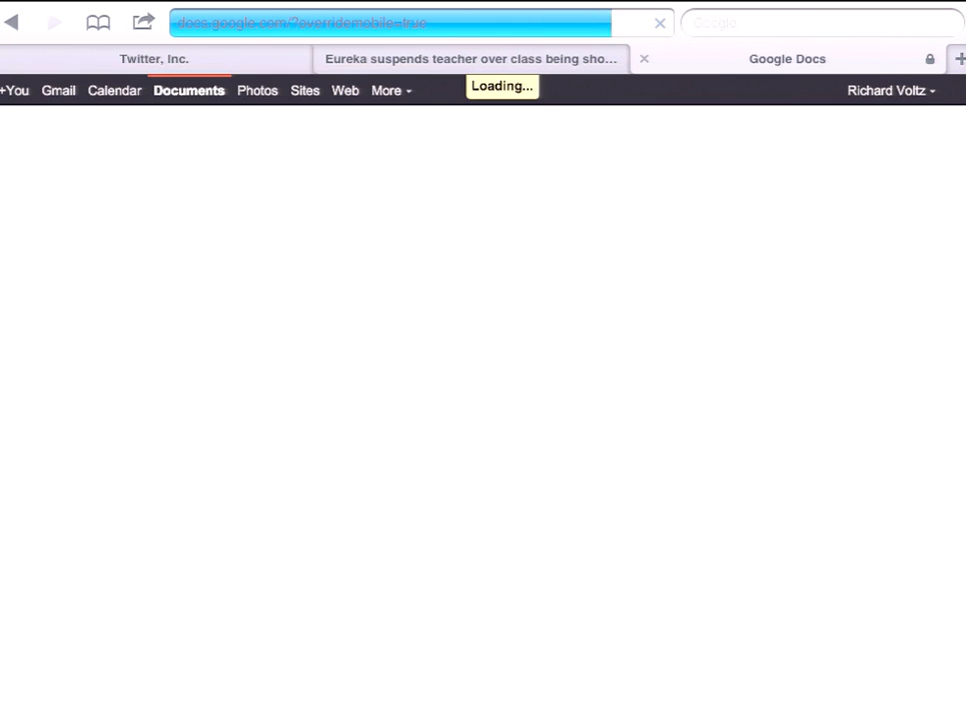 docs.google.com/?overridemobile=true
Google
Twitter, Inc.
Eureka suspends teacher over class being sho...
Google Docs
+You Gmail Calendar Documents Photos Sites Web More
Loading...
Richard Voltz